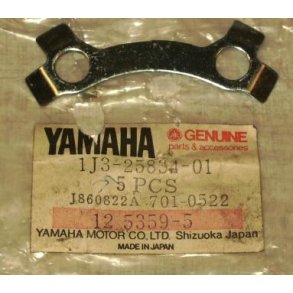 YAMAHA GENUINE
parts & accessories
1J3-25834-01
5 PCS
J860822A 701-0522
12 5359-5
YAMAHA MOTOR CO., LTD. Shizuoka Japan
MADE IN JAPAN